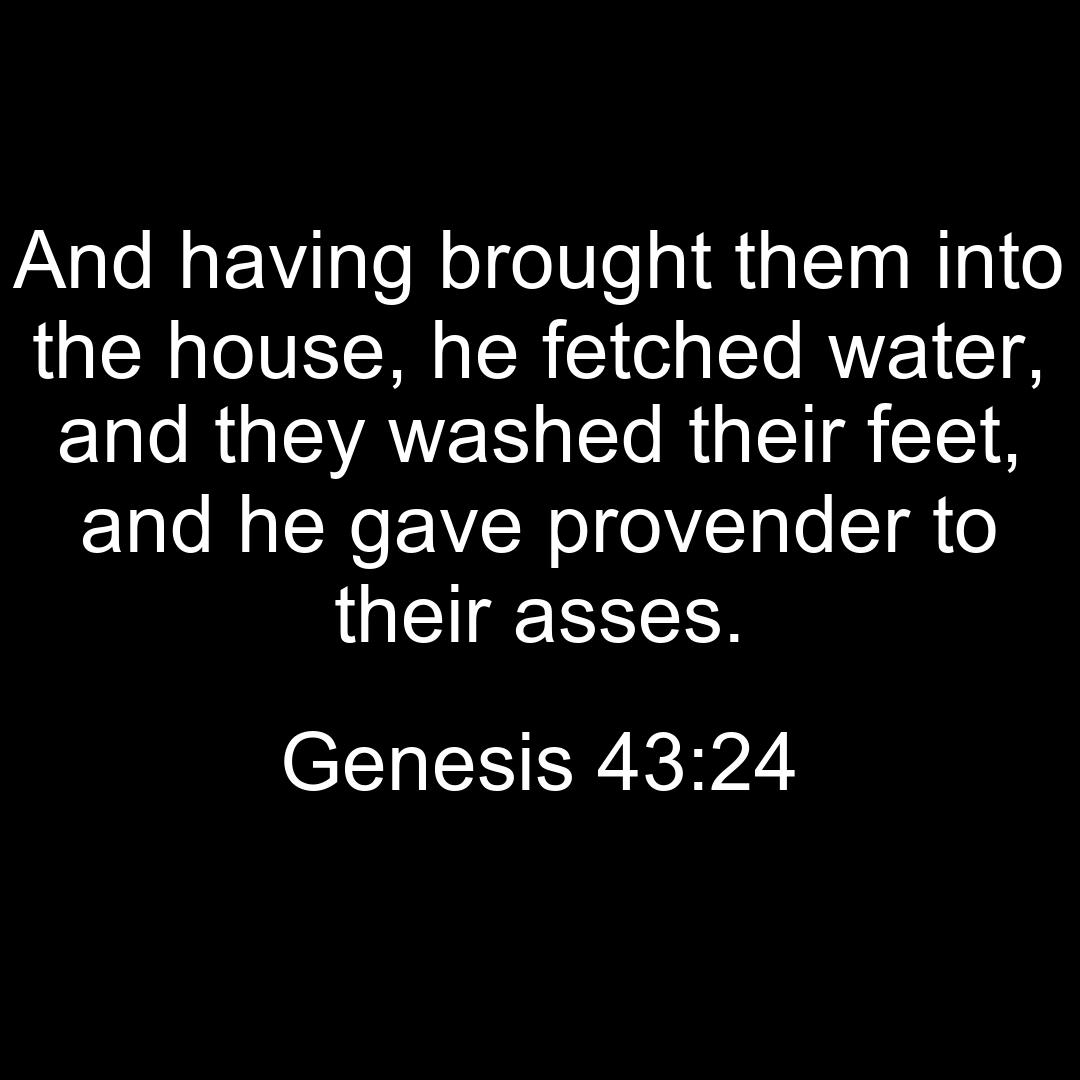 And having brought them into
the house, he fetched water,
and they washed their feet,
and he gave provender to
their asses.
Genesis 43:24